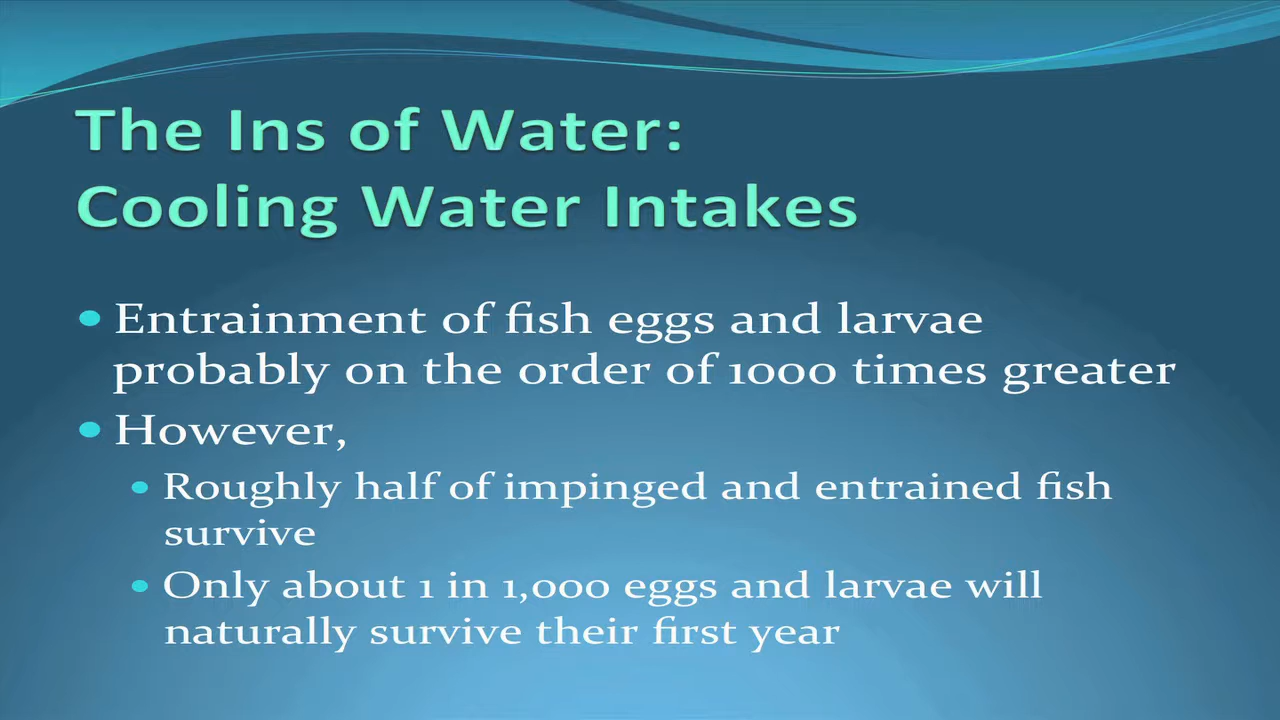 The Ins of Water:
Cooling Water Intakes
• Entrainment of fish eggs and larvae
probably on the order of 1000 times greater
• However,
• Roughly half of impinged and entrained fish
survive
• Only about 1 in 1,000 eggs and larvae will
naturally survive their first year